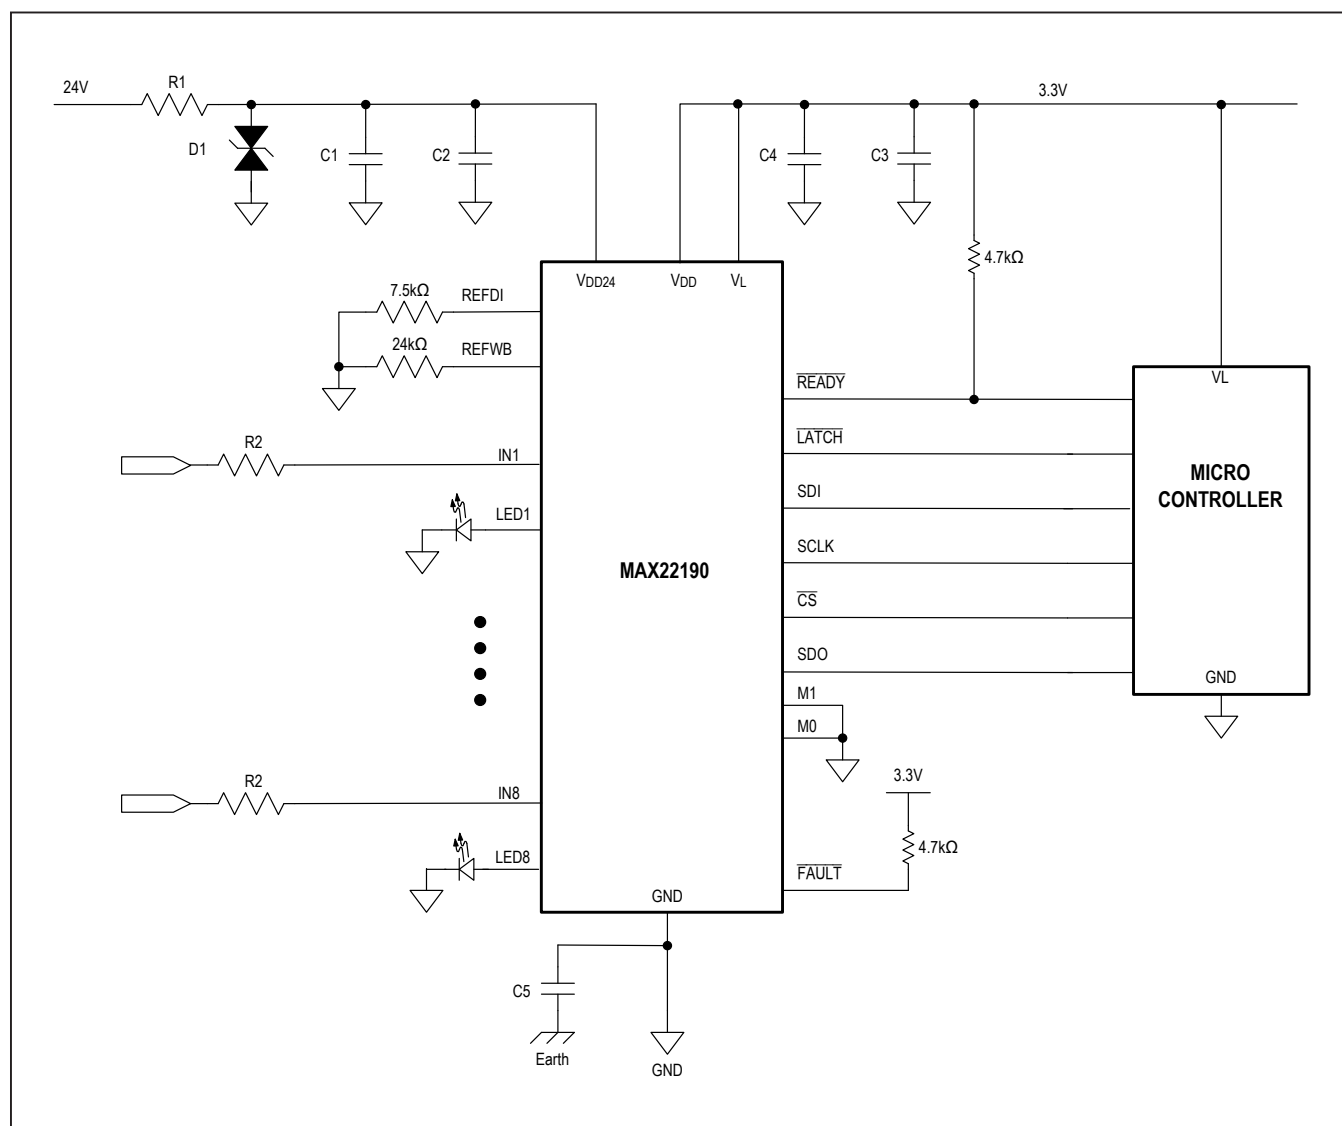 24V
R1
3.3V
D1
C1
C2
C4
C3
4.7kΩ
VDD24
VDD
VL
7.5kΩ
REFDI
24kΩ
REFWB
READY
VL
R2
IN1
LATCH
MICRO
CONTROLLER
SDI
LED1
SCLK
MAX22190
CS
SDO
GND
M1
M0
3.3V
R2
IN8
4.7kΩ
LED8
FAULT
GND
C5
Earth
GND